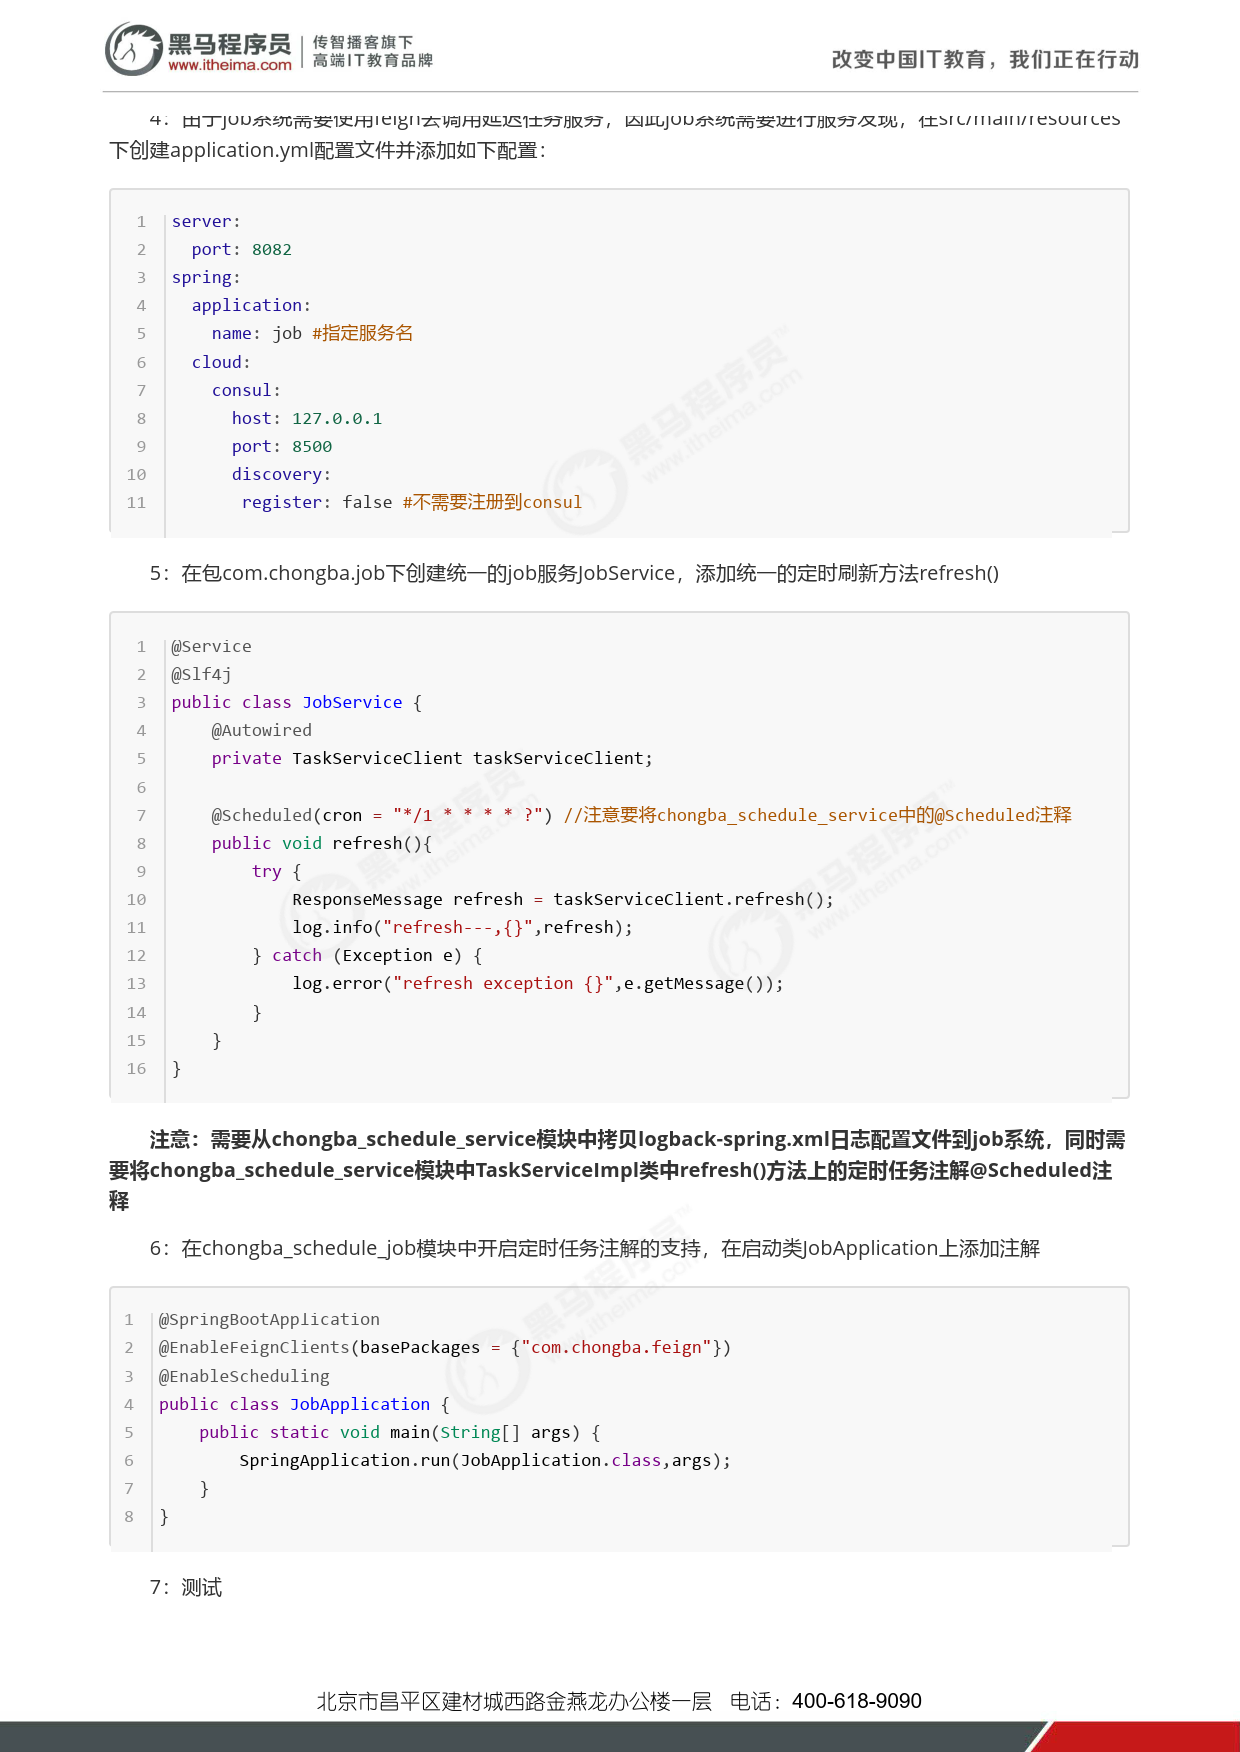 黑马程序员
www.itheima.com
传智播客旗下
高端IT教育品牌
改变中国IT教育，我们正在行动
4：由于job系统需要使用feign去调用延迟任务服务，因此job系统需要进行服务发现，在src/main/resources
下创建application.yml配置文件并添加如下配置：
1 server:
2   port: 8082
3 spring:
4   application:
5     name: job #指定服务名
6   cloud:
7     consul:
8       host: 127.0.0.1
9       port: 8500
10       discovery:
11        register: false #不需要注册到consul
5：在包com.chongba.job下创建统一的job服务JobService，添加统一的定时刷新方法refresh()
1 @Service
2 @Slf4j
3 public class JobService {
4     @Autowired
5     private TaskServiceClient taskServiceClient;
6
7     @Scheduled(cron = "*/1 * * * * ?") //注意要将chongba_schedule_service中的@Scheduled注释
8     public void refresh(){
9         try {
10             ResponseMessage refresh = taskServiceClient.refresh();
11             log.info("refresh---,{}",refresh);
12         } catch (Exception e) {
13             log.error("refresh exception {}",e.getMessage());
14         }
15     }
16 }
注意：需要从chongba_schedule_service模块中拷贝logback-spring.xml日志配置文件到job系统，同时需
要将chongba_schedule_service模块中TaskServiceImpl类中refresh()方法上的定时任务注解@Scheduled注
释
6：在chongba_schedule_job模块中开启定时任务注解的支持，在启动类JobApplication上添加注解
1 @SpringBootApplication
2 @EnableFeignClients(basePackages = {"com.chongba.feign"})
3 @EnableScheduling
4 public class JobApplication {
5     public static void main(String[] args) {
6         SpringApplication.run(JobApplication.class,args);
7     }
8 }
7：测试
北京市昌平区建材城西路金燕龙办公楼一层 电话：400-618-9090